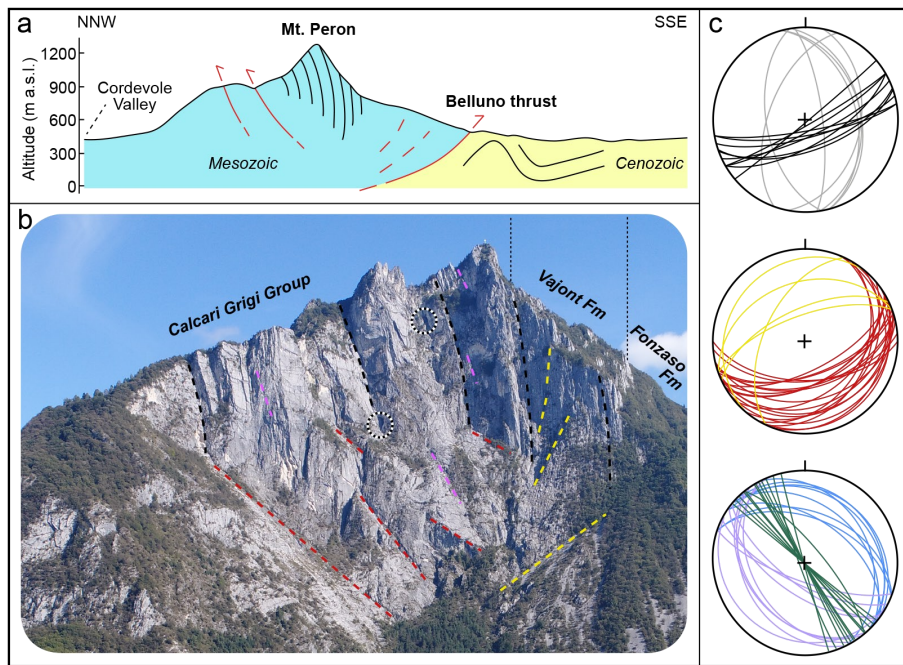 a
NNW
SSE
c
Mt. Peron
1200
900
600
300
0
Altitude (m a.s.l.)
Cordevole
Valley
Belluno thrust
Mesozoic
Cenozoic
b
Calcari Grigi Group
Vajont Fm
Fonzaso
Fm